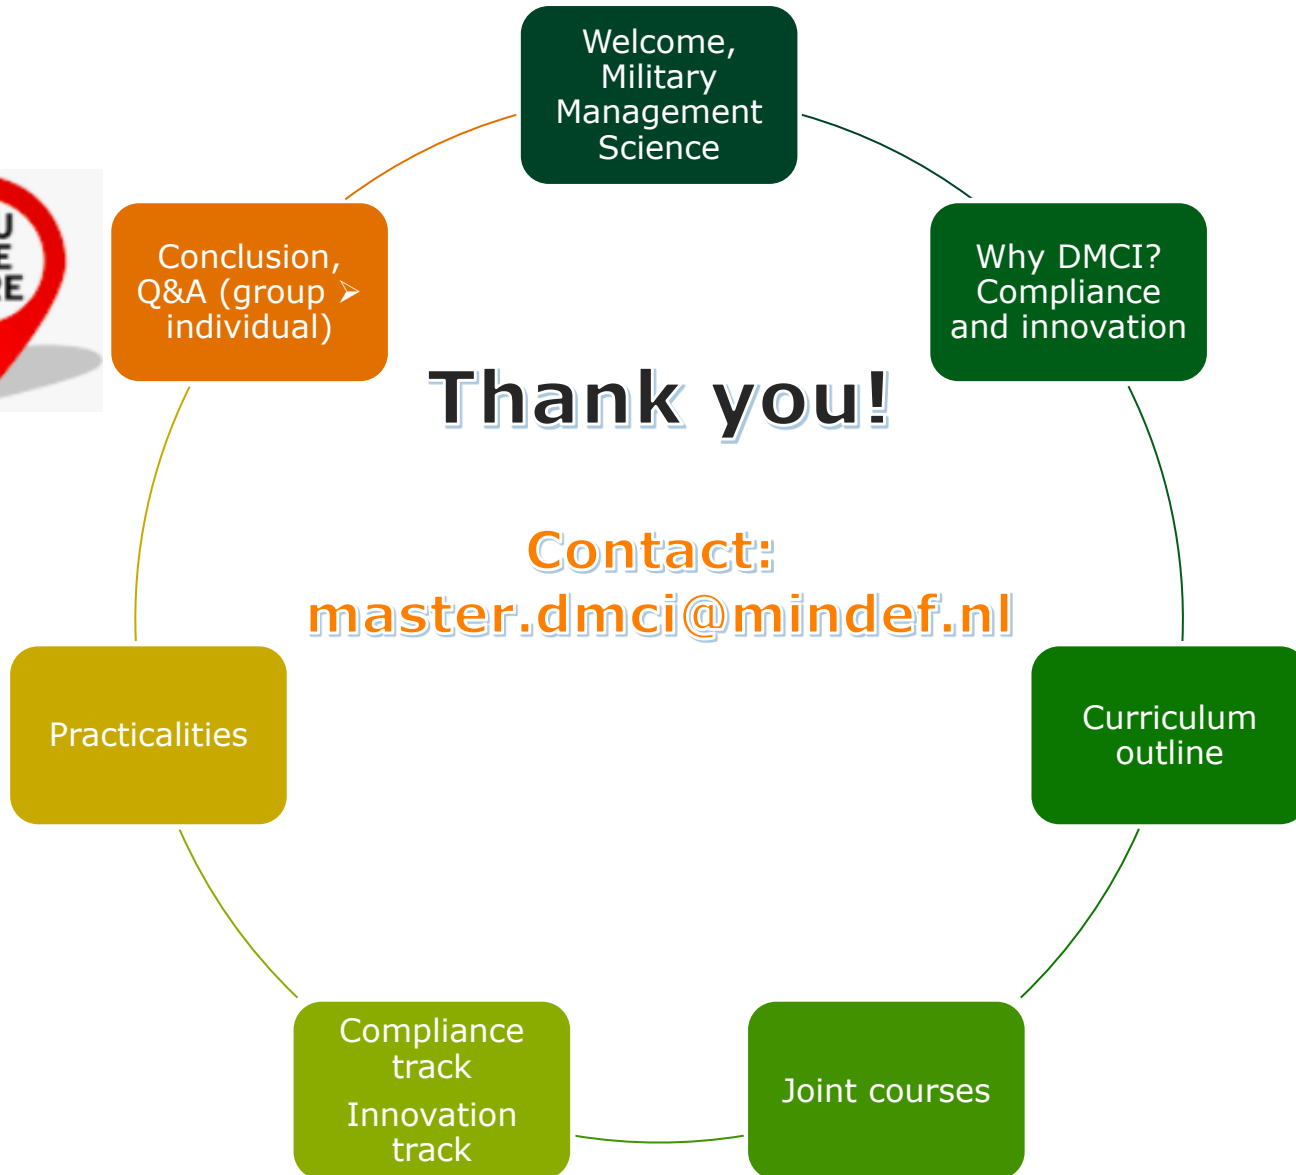 Welcome,
Military
Management
Science
Why DMCI?
Compliance
and innovation
Curriculum
outline
Joint courses
Compliance
track
Innovation
track
Practicalities
Conclusion,
Q&A (group ➢
individual)
Thank you!
Contact:
master.dmci@mindef.nl